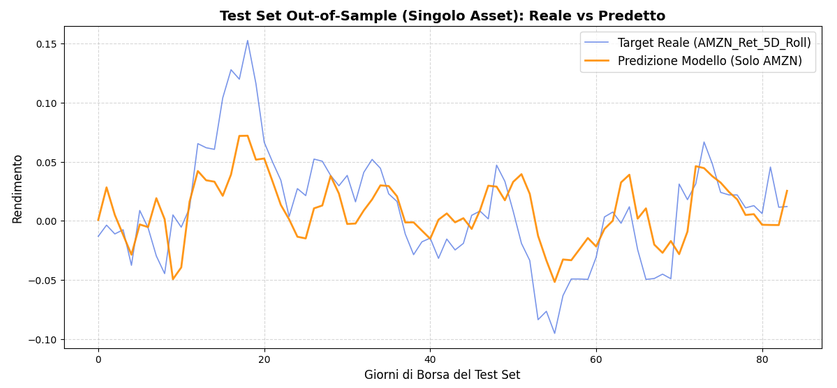 Test Set Out-of-Sample (Singolo Asset): Reale vs Predetto
Target Reale (AMZN_Ret_5D_Roll)
Predizione Modello (Solo AMZN)
0.15
0.10
0.05
0.00
−0.05
−0.10
Rendimento
0 20 40 60 80
Giorni di Borsa del Test Set